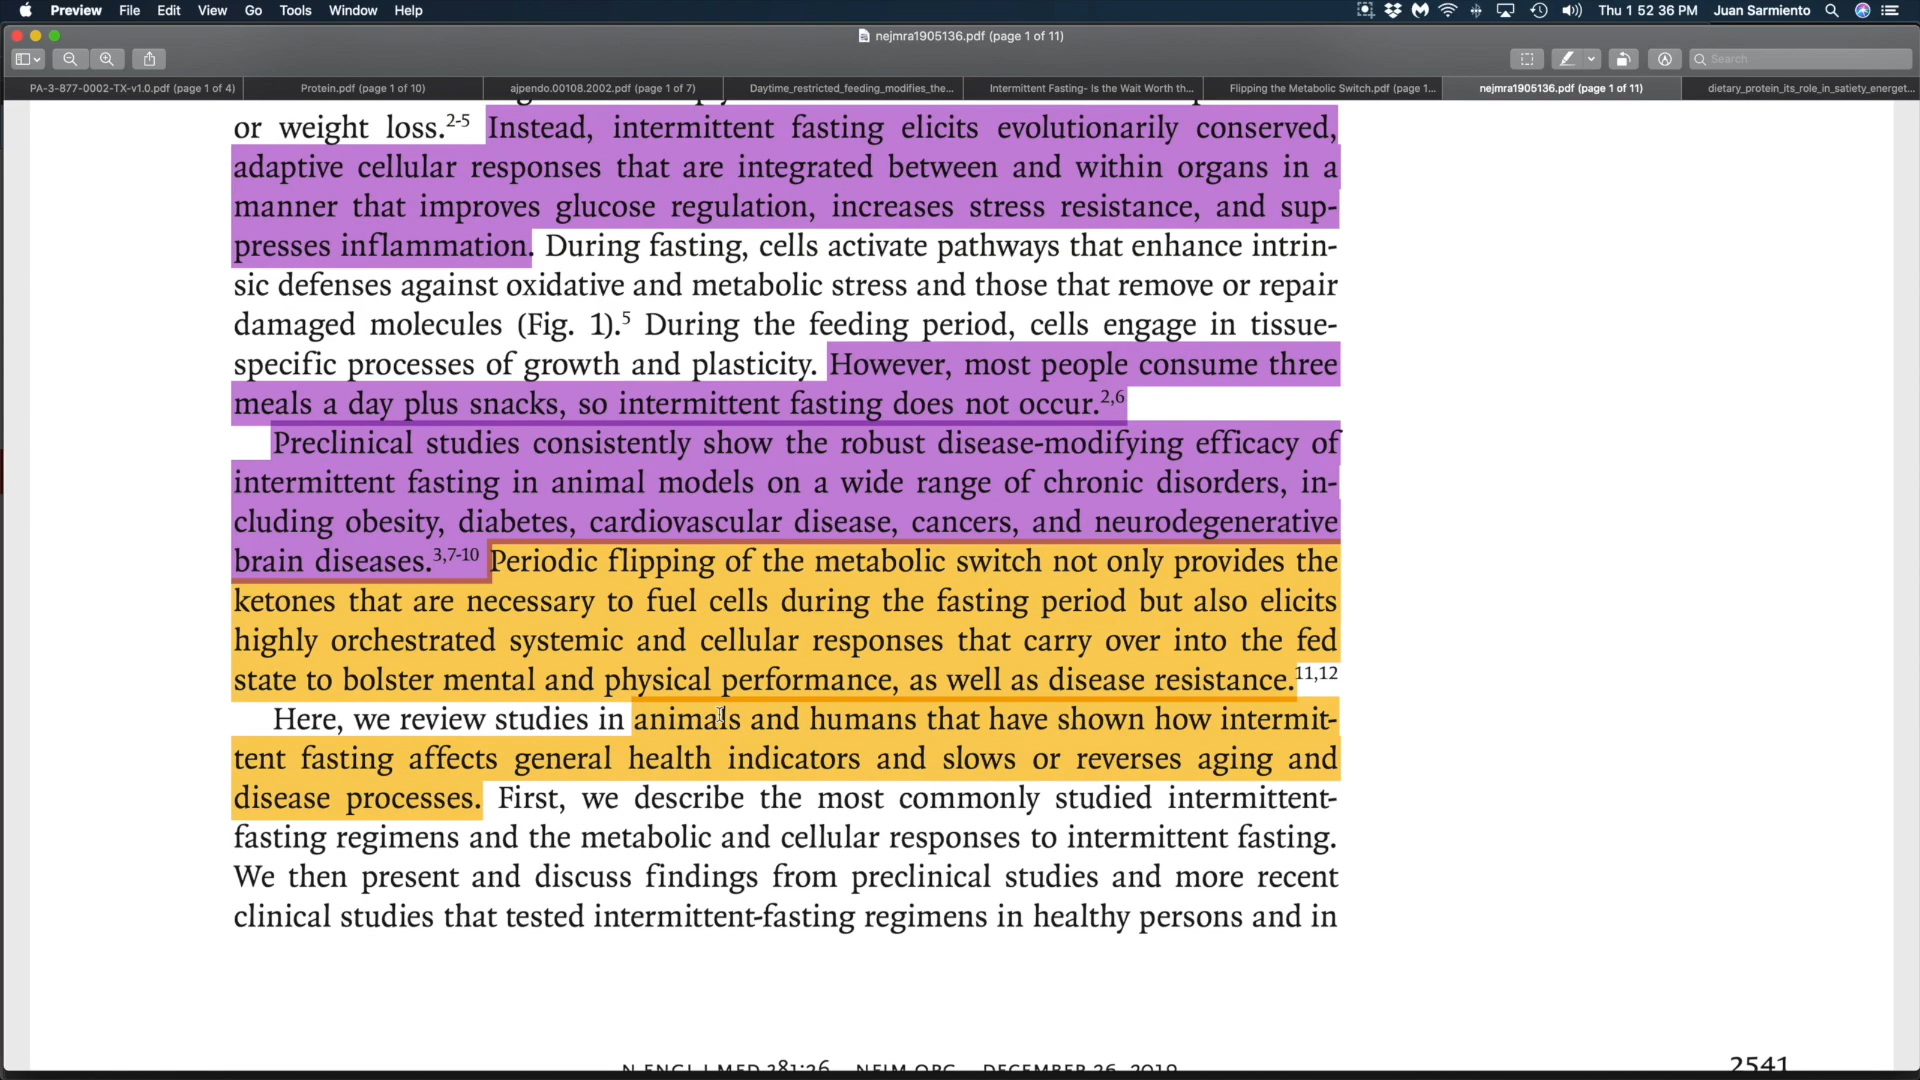 Preview File Edit View Go Tools Window Help Thu 1 52 36 PM Juan Sarmiento
nejmra1905136.pdf (page 1 of 11)
Search
PA-3-877-0002-TX-v1.0.pdf (page 1 of 4) Protein.pdf (page 1 of 10) ajpendo.00108.2002.pdf (page 1 of 7) Daytime_restricted_feeding_modifies_the... Intermittent Fasting- Is the Wait Worth th... Flipping the Metabolic Switch.pdf (page 1... nejmra1905136.pdf (page 1 of 11) dietary_protein_its_role_in_satiety_energet...
or weight loss.2-5 Instead, intermittent fasting elicits evolutionarily conserved,
adaptive cellular responses that are integrated between and within organs in a
manner that improves glucose regulation, increases stress resistance, and sup-
presses inflammation. During fasting, cells activate pathways that enhance intrin-
sic defenses against oxidative and metabolic stress and those that remove or repair
damaged molecules (Fig. 1).5 During the feeding period, cells engage in tissue-
specific processes of growth and plasticity. However, most people consume three
meals a day plus snacks, so intermittent fasting does not occur.2,6
Preclinical studies consistently show the robust disease-modifying efficacy of
intermittent fasting in animal models on a wide range of chronic disorders, in-
cluding obesity, diabetes, cardiovascular disease, cancers, and neurodegenerative
brain diseases.3,7-10 Periodic flipping of the metabolic switch not only provides the
ketones that are necessary to fuel cells during the fasting period but also elicits
highly orchestrated systemic and cellular responses that carry over into the fed
state to bolster mental and physical performance, as well as disease resistance.11,12
Here, we review studies in animals and humans that have shown how intermit-
tent fasting affects general health indicators and slows or reverses aging and
disease processes. First, we describe the most commonly studied intermittent-
fasting regimens and the metabolic and cellular responses to intermittent fasting.
We then present and discuss findings from preclinical studies and more recent
clinical studies that tested intermittent-fasting regimens in healthy persons and in
N ENGL J MED 381;26 NEJM.ORG DECEMBER 26, 2019 2541